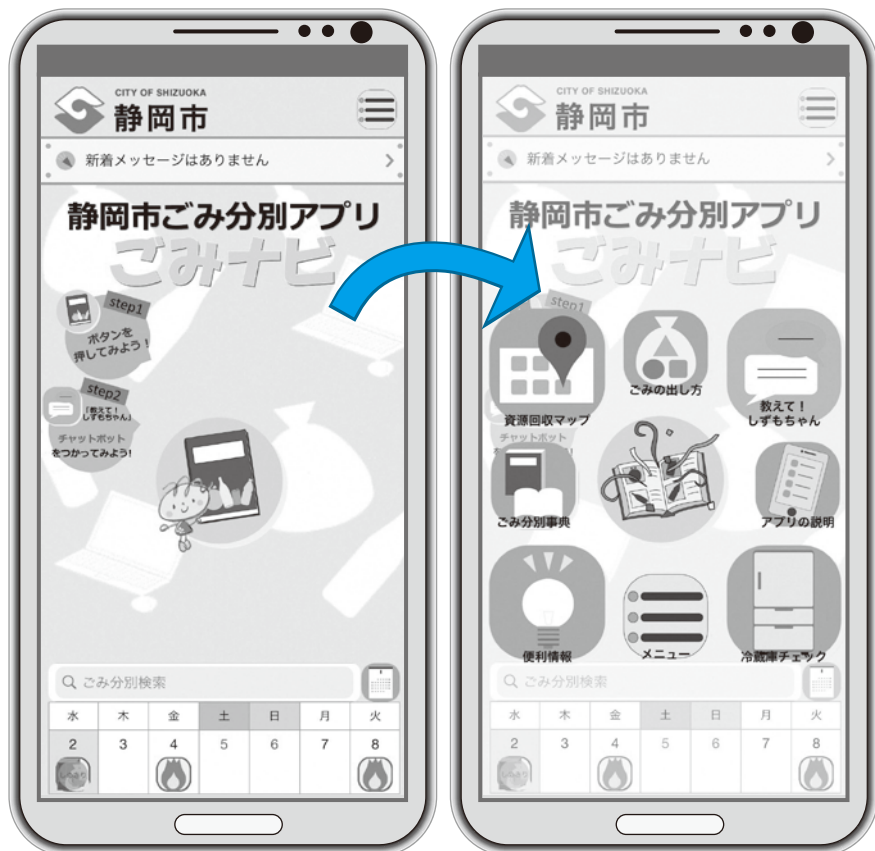 CITY OF SHIZUOKA
静岡市
新着メッセージはありません
静岡市ごみ分別アプリ
ごみナビ
step1
ボタンを
押してみよう!
step2
「教えて!
しずもちゃん」
チャットボット
をつかってみよう!
ごみ分別検索
水 木 金 土 日 月 火
2 3 4 5 6 7 8
CITY OF SHIZUOKA
静岡市
新着メッセージはありません
静岡市ごみ分別アプリ
ごみナビ
step1
資源回収マップ
ごみの出し方
教えて!
しずもちゃん
チャットボット
ごみ分別事典
アプリの説明
便利情報
メニュー
冷蔵庫チェック
ごみ分別検索
水 木 金 土 日 月 火
2 3 4 5 6 7 8